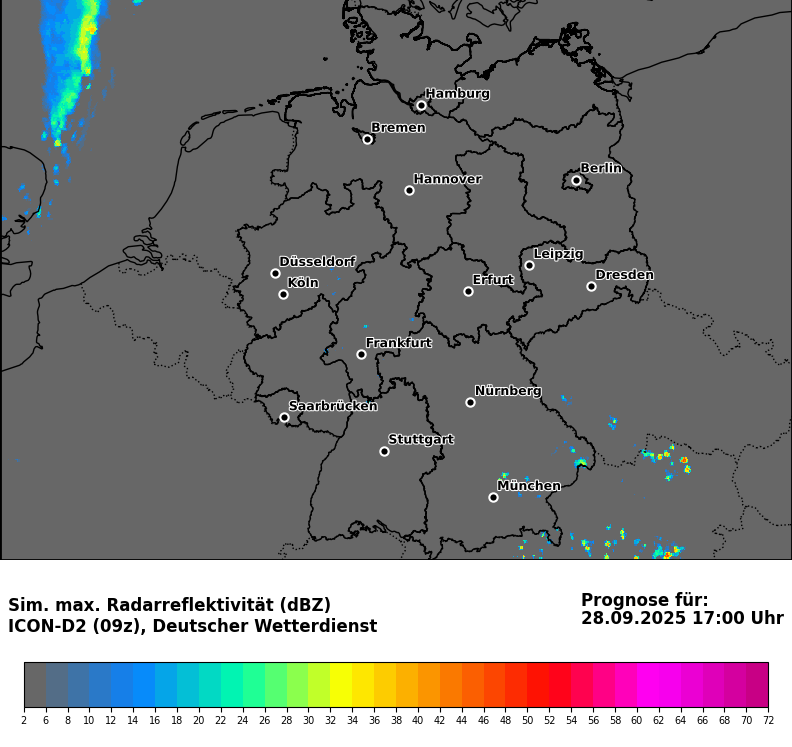 Hamburg
Bremen
Berlin
Hannover
Düsseldorf
Leipzig
Köln
Erfurt
Dresden
Frankfurt
Nürnberg
Saarbrücken
Stuttgart
München
Sim. max. Radarreflektivität (dBZ)
ICON-D2 (09z), Deutscher Wetterdienst
Prognose für:
28.09.2025 17:00 Uhr
2 6 8 10 12 14 16 18 20 22 24 26 28 30 32 34 36 38 40 42 44 46 48 50 52 54 56 58 60 62 64 66 68 70 72